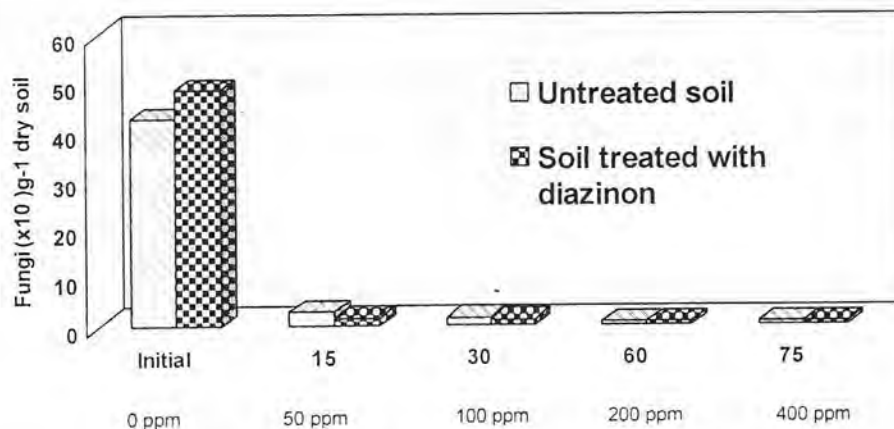 Fungi (x10 )g-1 dry soil
60
50
40
30
20
10
0
Untreated soil
Soil treated with
diazinon
Initial 15 30 60 75
0 ppm 50 ppm 100 ppm 200 ppm 400 ppm